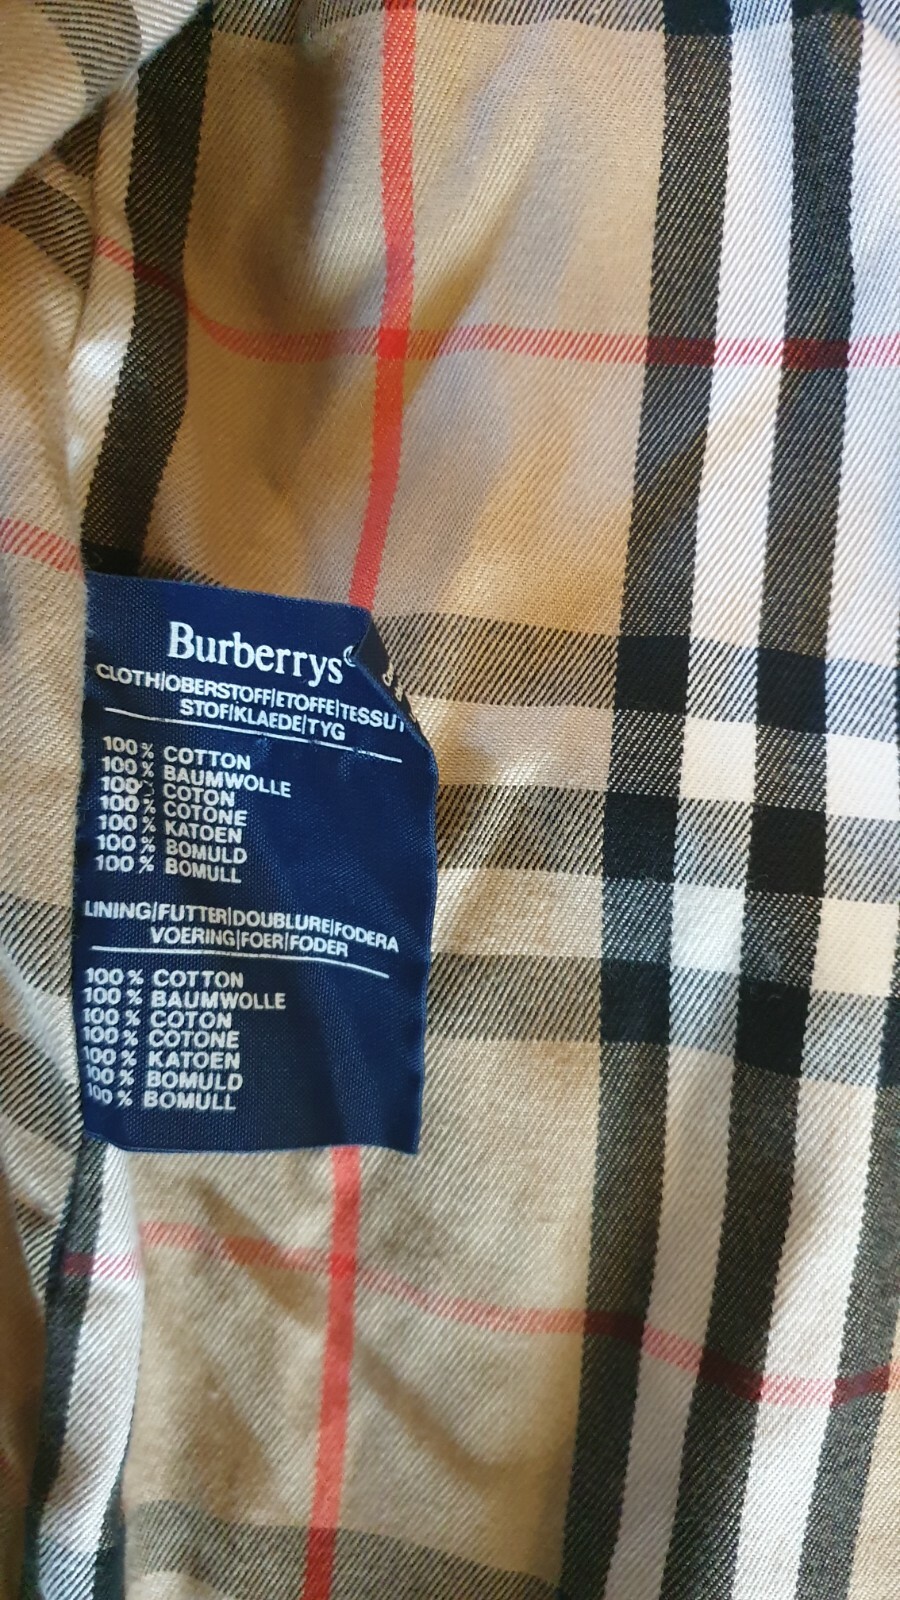 Burberrys
CLOTH|OBERSTOFF|ETOFFE|TESSUT
STOF|KLAEDE|TYG
100% COTTON
100% BAUMWOLLE
100% COTON
100% COTONE
100% KATOEN
100% BOMULD
100% BOMULL
LINING|FUTTER|DOUBLURE|FODERA
VOERING|FOER|FODER
100% COTTON
100% BAUMWOLLE
100% COTON
100% COTONE
100% KATOEN
100% BOMULD
100% BOMULL